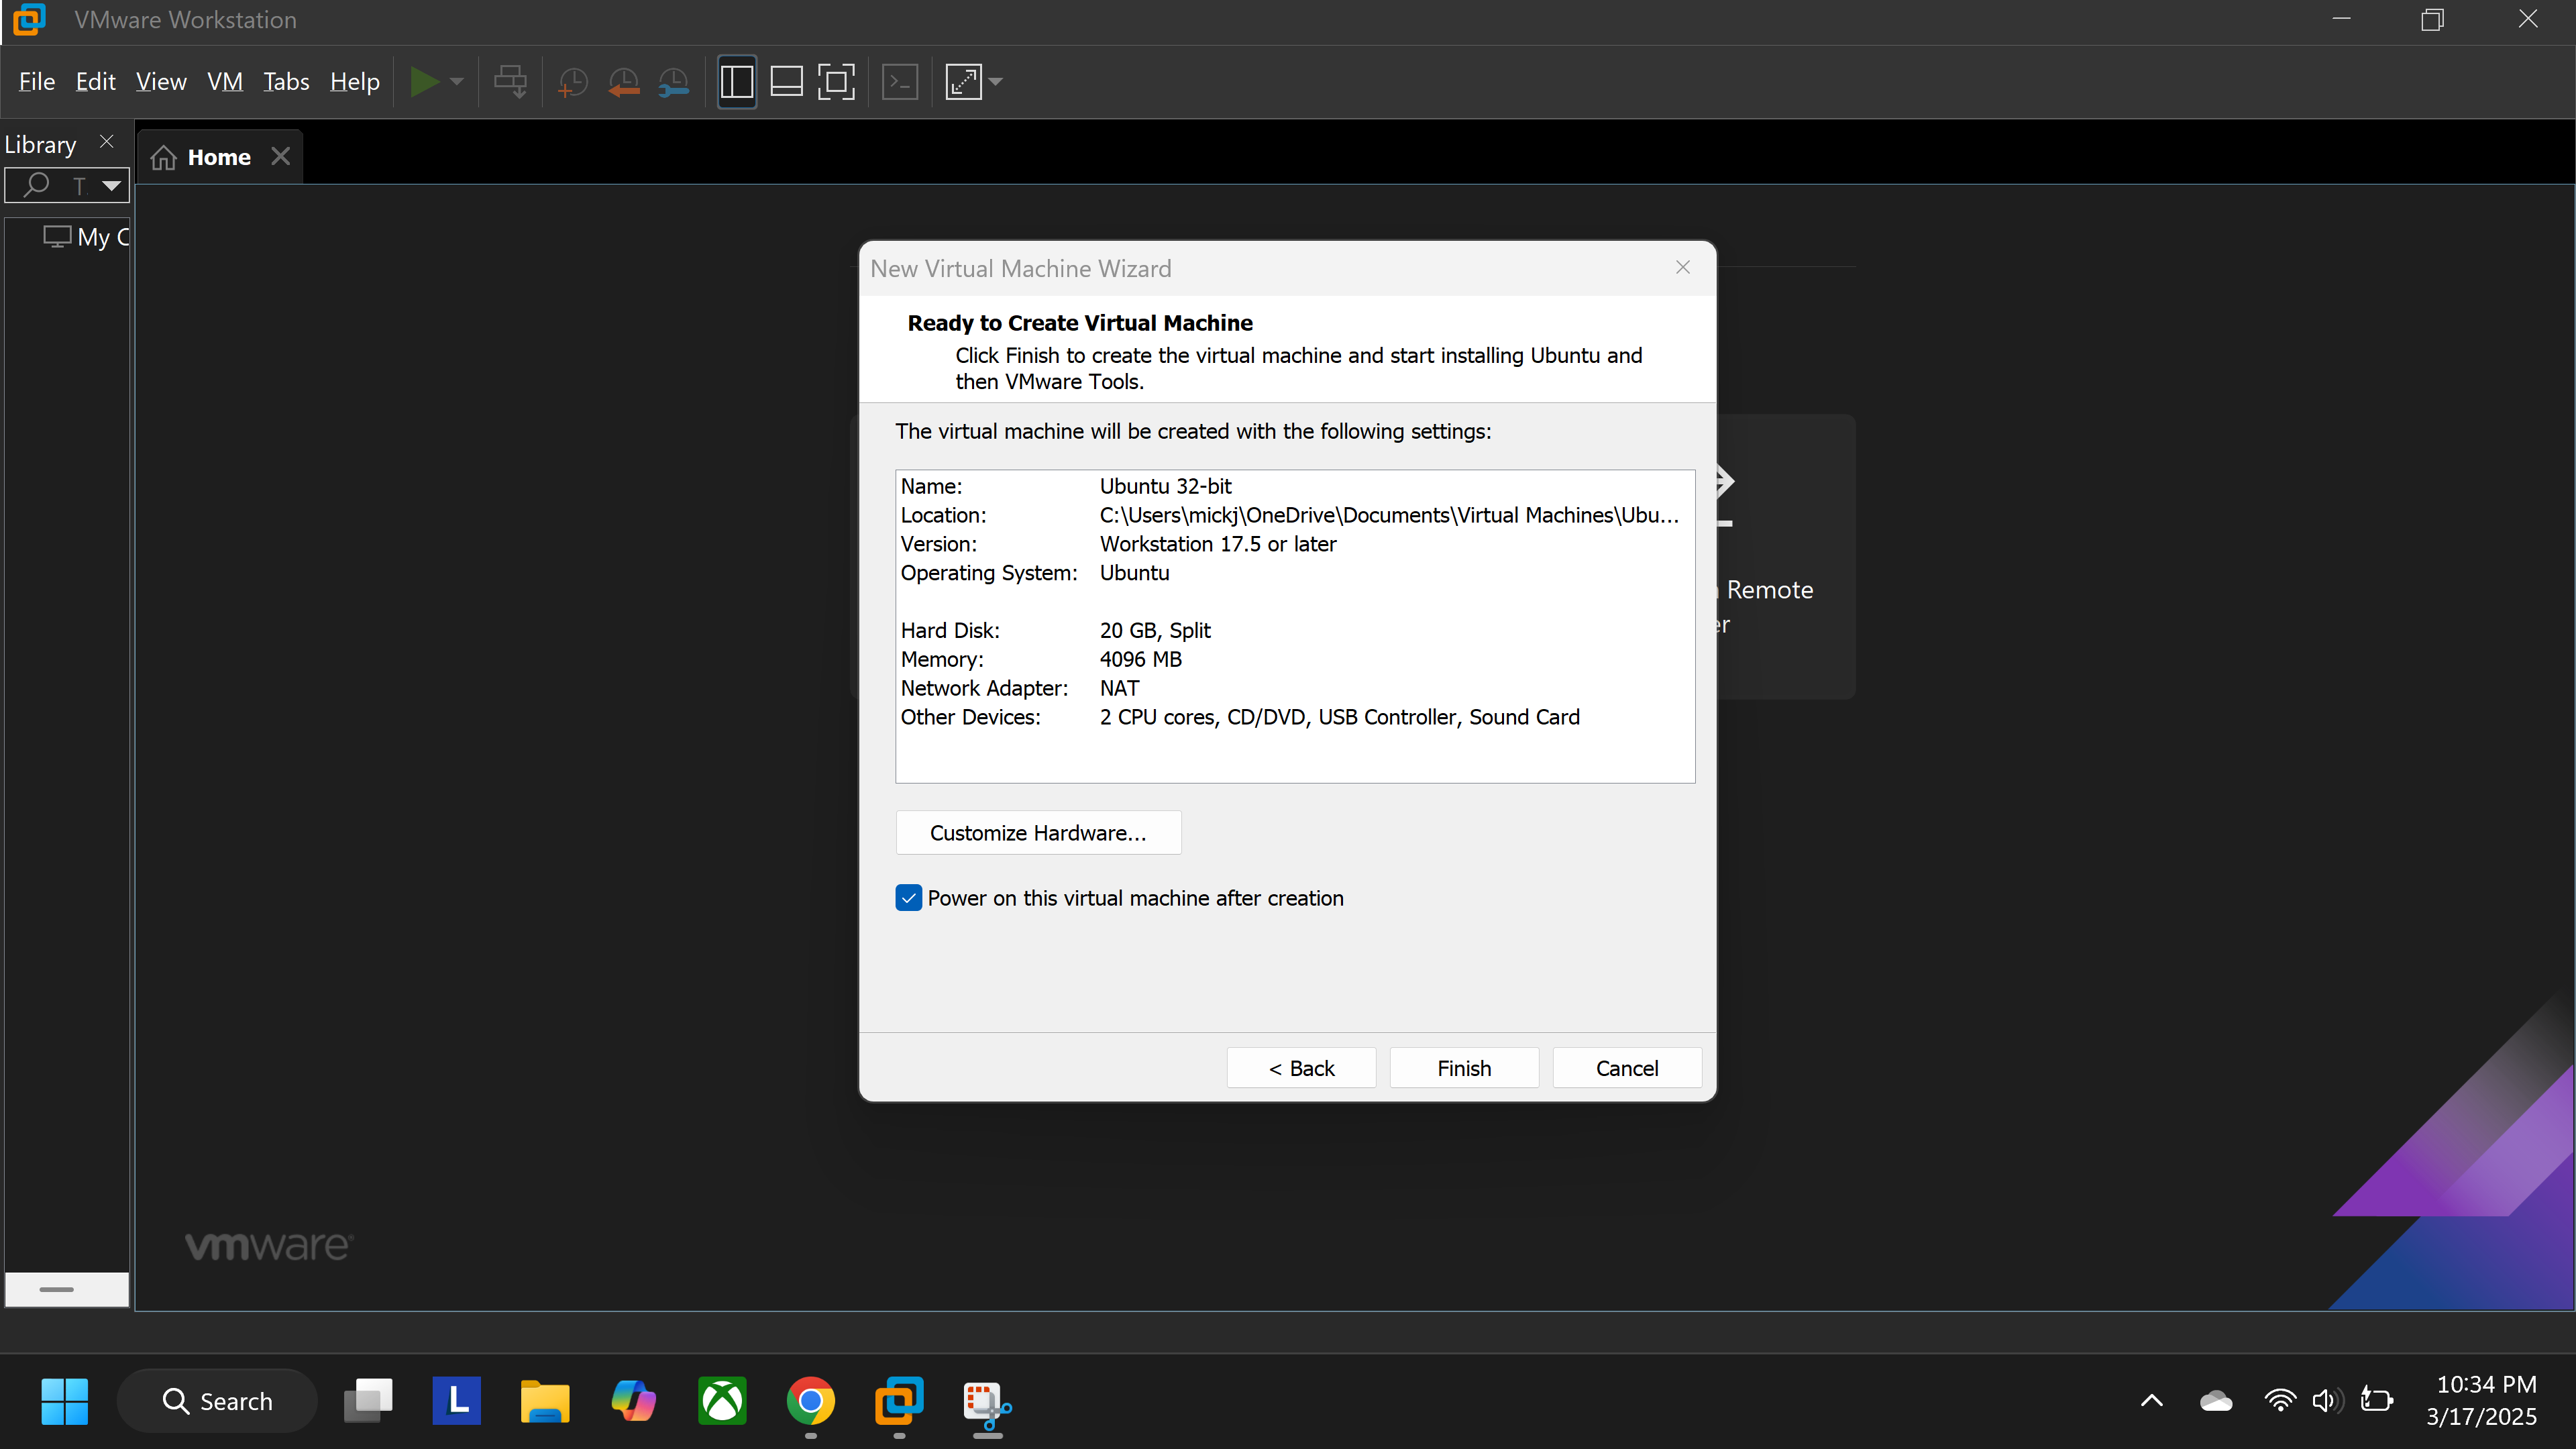 VMware Workstation
File Edit View VM Tabs Help
Library
Home
T
My C
New Virtual Machine Wizard
Ready to Create Virtual Machine
Click Finish to create the virtual machine and start installing Ubuntu and
then VMware Tools.
The virtual machine will be created with the following settings:
Name: Ubuntu 32-bit
Location: C:\Users\mickj\OneDrive\Documents\Virtual Machines\Ubu...
Version: Workstation 17.5 or later
Operating System: Ubuntu
Hard Disk: 20 GB, Split
Memory: 4096 MB
Network Adapter: NAT
Other Devices: 2 CPU cores, CD/DVD, USB Controller, Sound Card
Remote
er
Customize Hardware...
Power on this virtual machine after creation
< Back Finish Cancel
vmware
Search
L
10:34 PM
3/17/2025